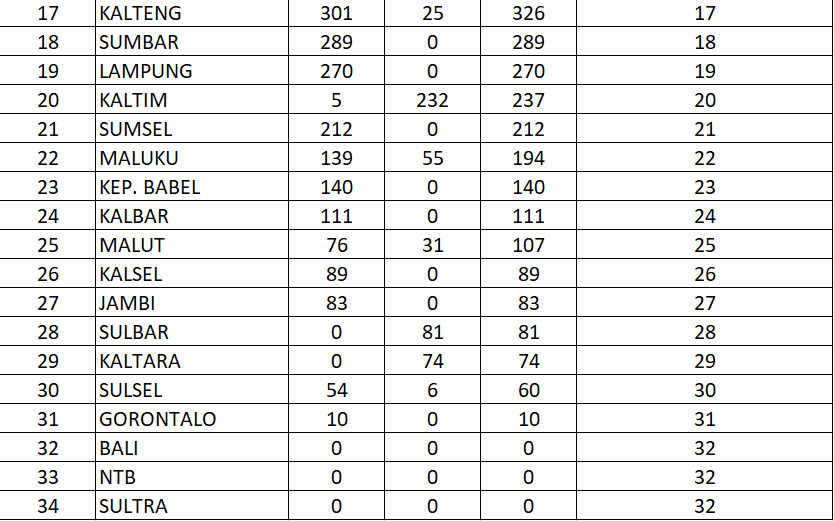 17 KALTENG 301 25 326 17
18 SUMBAR 289 0 289 18
19 LAMPUNG 270 0 270 19
20 KALTIM 5 232 237 20
21 SUMSEL 212 0 212 21
22 MALUKU 139 55 194 22
23 KEP. BABEL 140 0 140 23
24 KALBAR 111 0 111 24
25 MALUT 76 31 107 25
26 KALSEL 89 0 89 26
27 JAMBI 83 0 83 27
28 SULBAR 0 81 81 28
29 KALTARA 0 74 74 29
30 SULSEL 54 6 60 30
31 GORONTALO 10 0 10 31
32 BALI 0 0 0 32
33 NTB 0 0 0 32
34 SULTRA 0 0 0 32